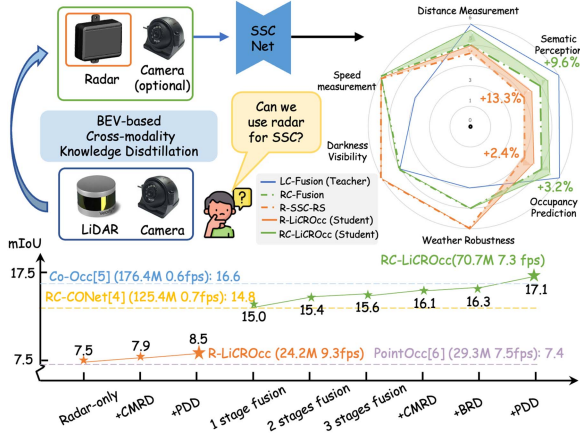 Radar
Camera
(optional)
SSC
Net
BEV-based
Cross-modality
Knowledge Disdtillation
LiDAR
Camera
Can we
use radar
for SSC?
?
Distance Measurement
Sematic
Perception
+9.6%
Speed
measurement
+13.3%
Darkness
Visibility
+2.4%
+3.2%
Occupancy
Prediction
Weather Robustness
LC-Fusion (Teacher)
RC-Fusion
R-SSC-RS
R-LiCROcc (Student)
RC-LiCROcc (Student)
mIoU
17.5
7.5
Co-Occ[5] (176.4M 0.6fps): 16.6
RC-CONet[4] (125.4M 0.7fps): 14.8
RC-LiCROcc(70.7M 7.3 fps)
15.0
15.4
15.6
16.1
16.3
17.1
7.5
7.9
8.5
R-LiCROcc (24.2M 9.3fps)
PointOcc[6] (29.3M 7.5fps): 7.4
Radar-only
+CMRD
+PDD
1 stage fusion
2 stages fusion
3 stages fusion
+CMRD
+BRD
+PDD